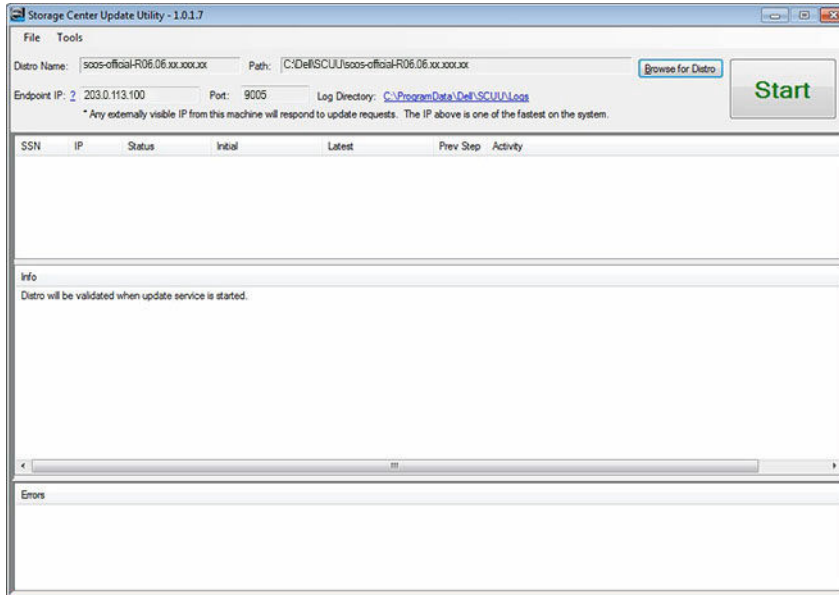 Storage Center Update Utility - 1.0.1.7
File Tools
Distro Name: scos-official-R06.06.xx.xxx.xx Path: C:\Dell\SCUU\scos-official-R06.06.xx.xxx.xx Browse for Distro
Start
Endpoint IP: ? 203.0.113.100 Port: 9005 Log Directory: C:\ProgramData\Dell\SCUU\Logs
* Any externally visible IP from this machine will respond to update requests. The IP above is one of the fastest on the system.
SSN IP Status Initial Latest Prev Step Activity
Info
Distro will be validated when update service is started.
Errors